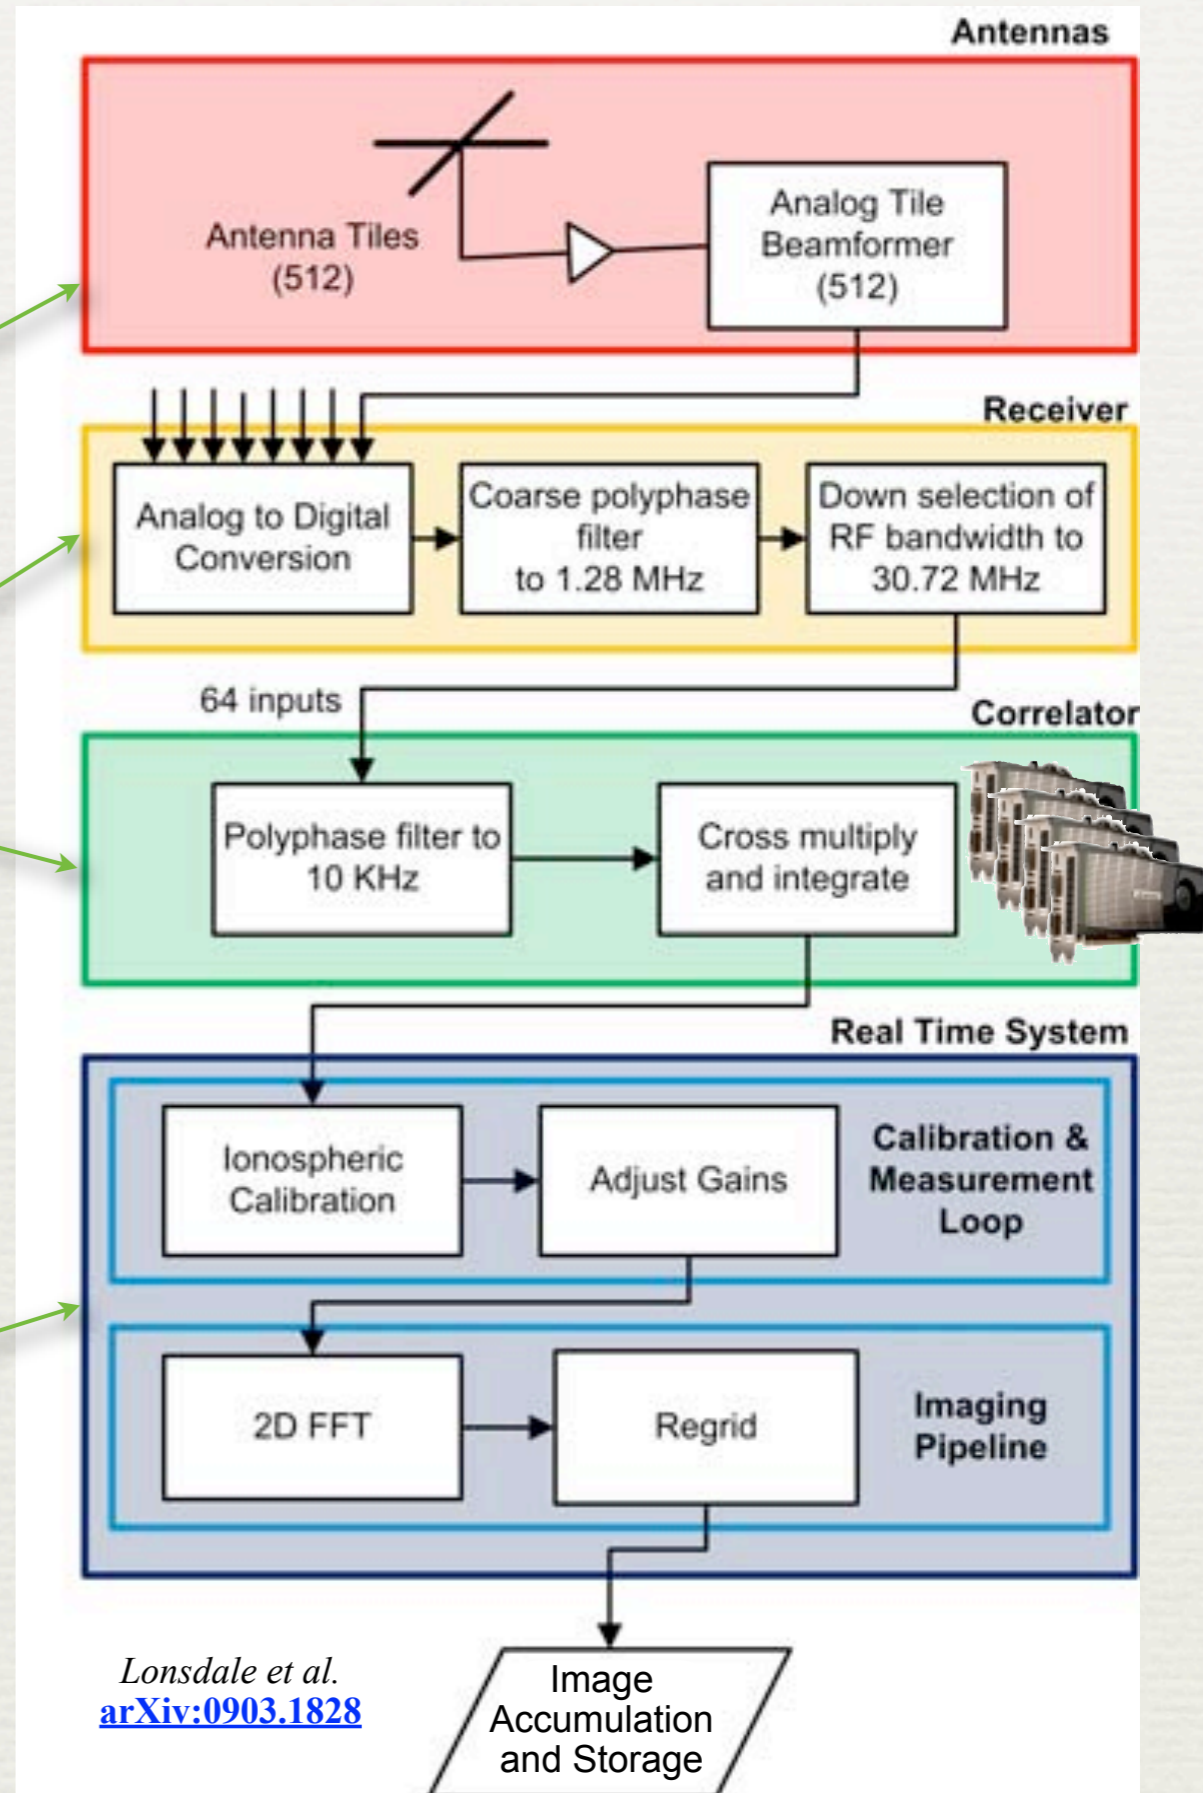 Antennas
Antenna Tiles
(512)
Analog Tile
Beamformer
(512)
Receiver
Analog to Digital
Conversion
Coarse polyphase
filter
to 1.28 MHz
Down selection of
RF bandwidth to
30.72 MHz
64 inputs
Correlator
Polyphase filter to
10 KHz
Cross multiply
and integrate
Real Time System
Ionospheric
Calibration
Adjust Gains
Calibration &
Measurement
Loop
2D FFT
Regrid
Imaging
Pipeline
Lonsdale et al.
arXiv:0903.1828
Image
Accumulation
and Storage